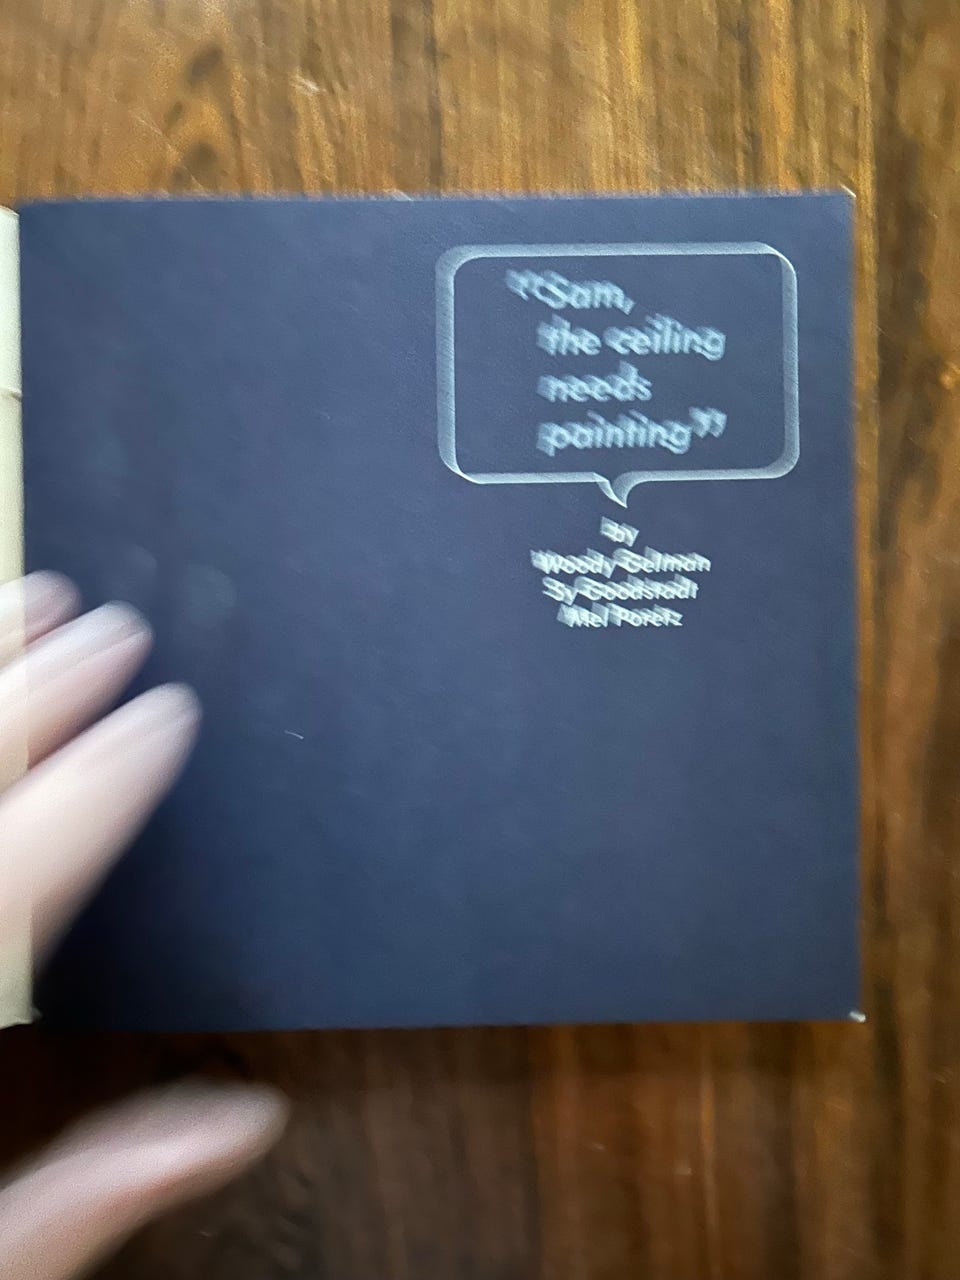 “Sam,
the ceiling
needs
painting”
by
Woody Gelman
Sy Goodstadt
Mel Poretz